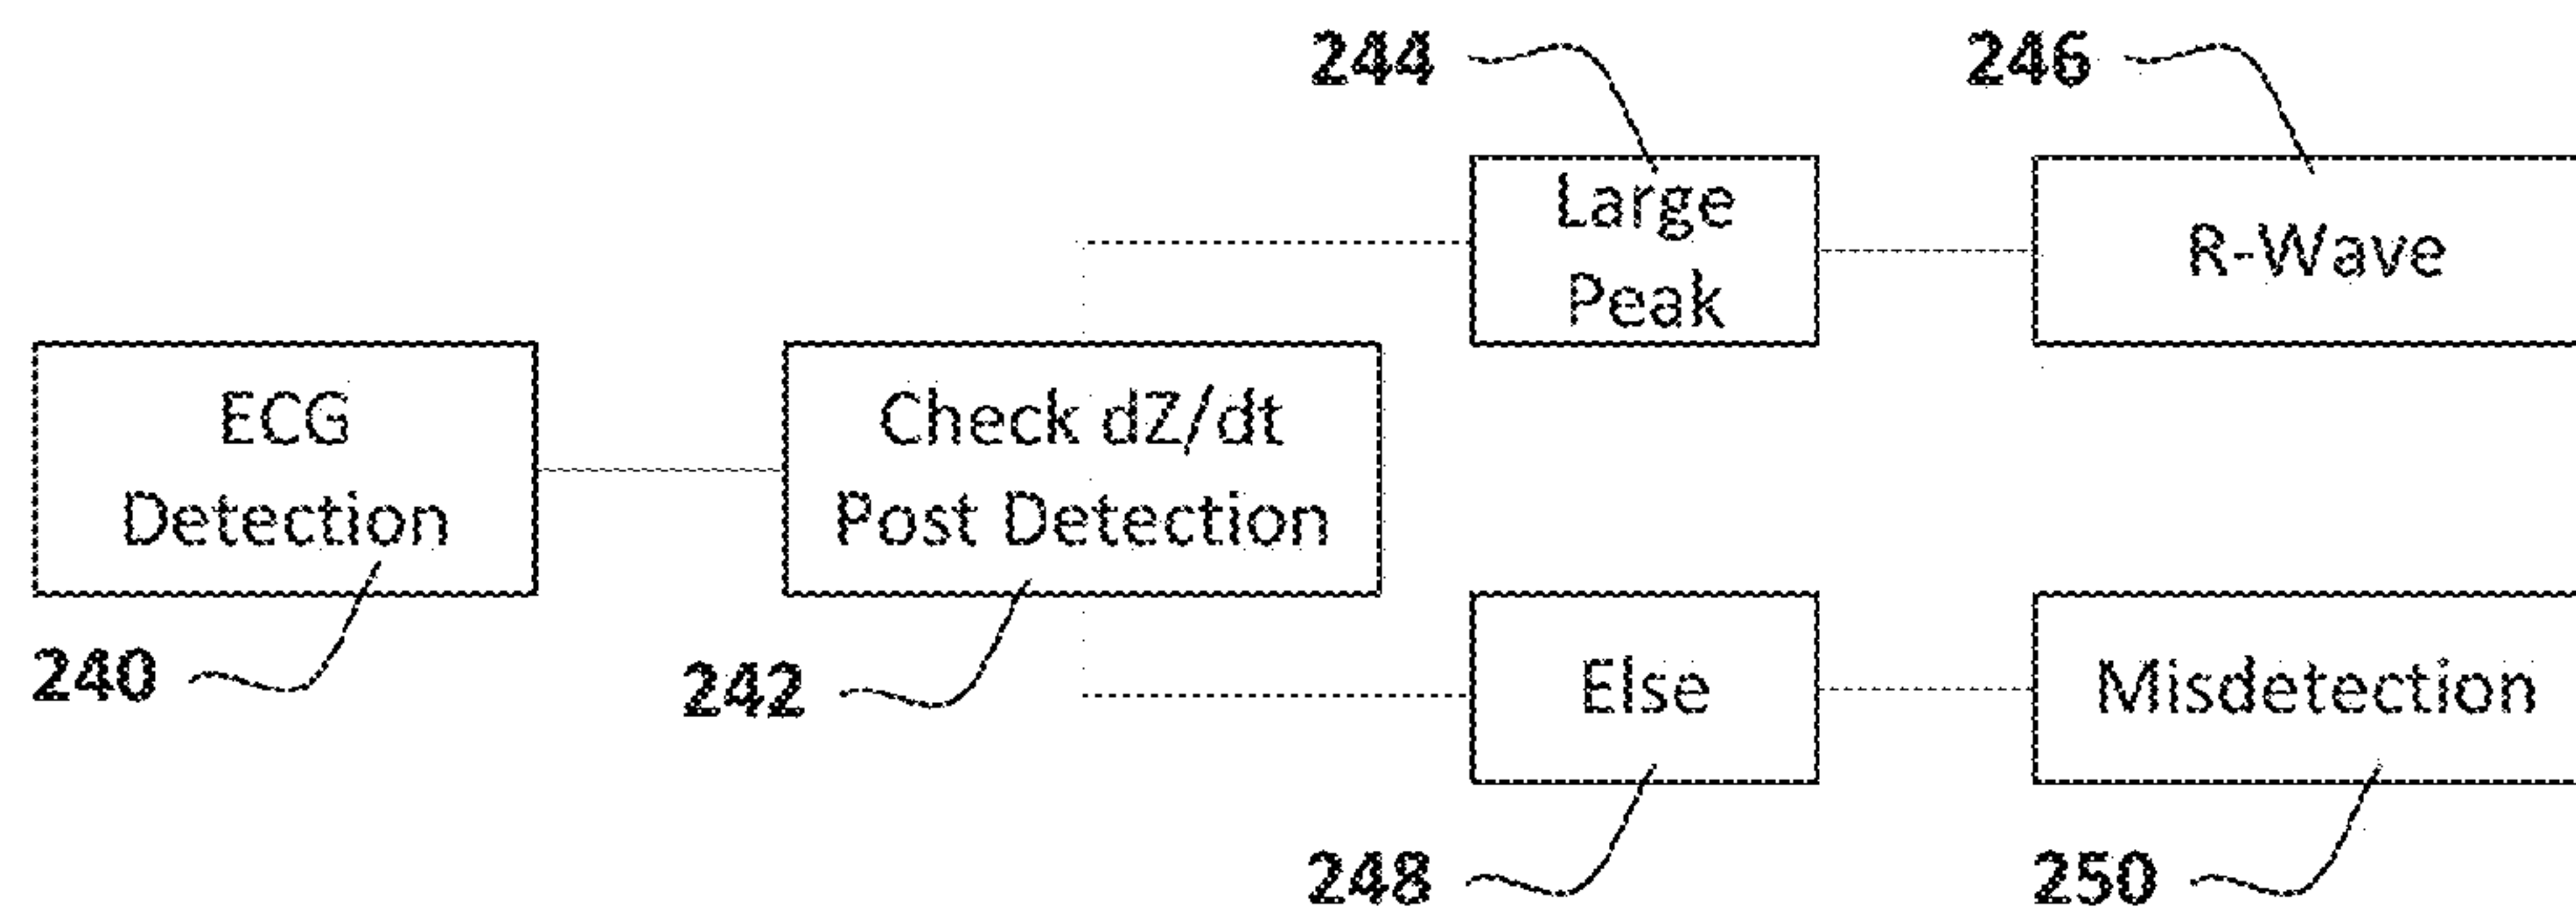 244
246
Large
Peak
R-Wave
ECG
Detection
Check dZ/dt
Post Detection
240
242
Else
Misdetection
248
250